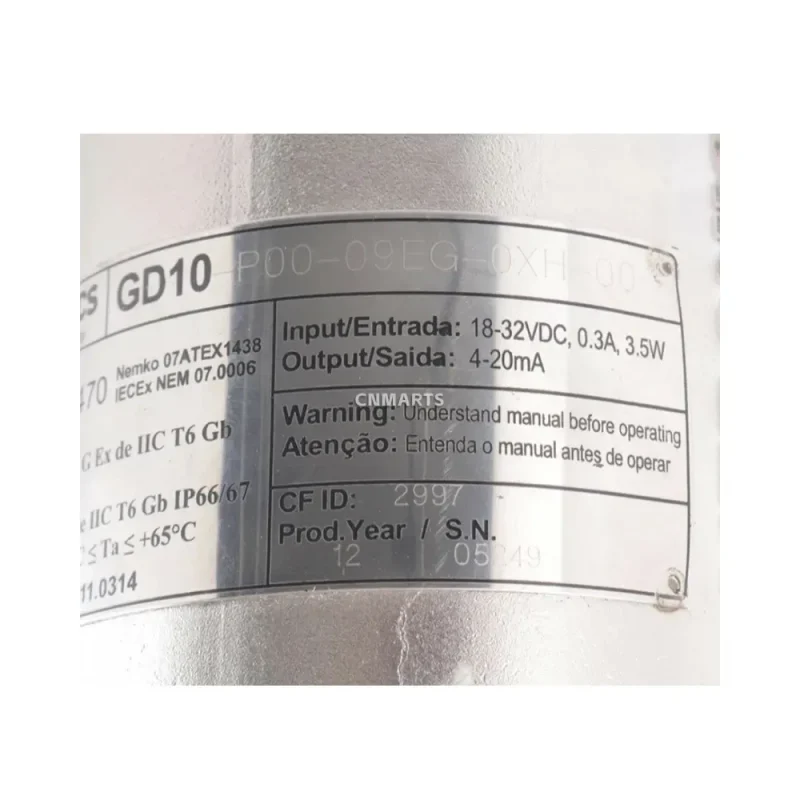 CS
GD10-P00-09EG-0XH-00
470
Nemko 07ATEX1438
IECEx NEM 07.0006
Input/Entrada: 18-32VDC, 0.3A, 3.5W
Output/Saida: 4-20mA
CNMARTS
Warning: Understand manual before operating
Atenção: Entenda o manual antes de operar
G Ex de IIC T6 Gb
e IIC T6 Gb IP66/67
C ≤ Ta ≤ +65°C
11.0314
CF ID: 2997
Prod.Year / S.N.
12 05249